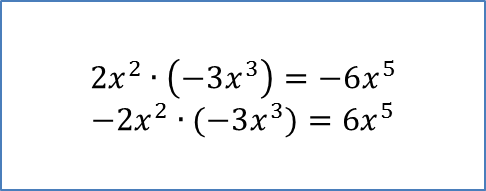 2x² · (−3x³) = −6x⁵
−2x² · (−3x³) = 6x⁵